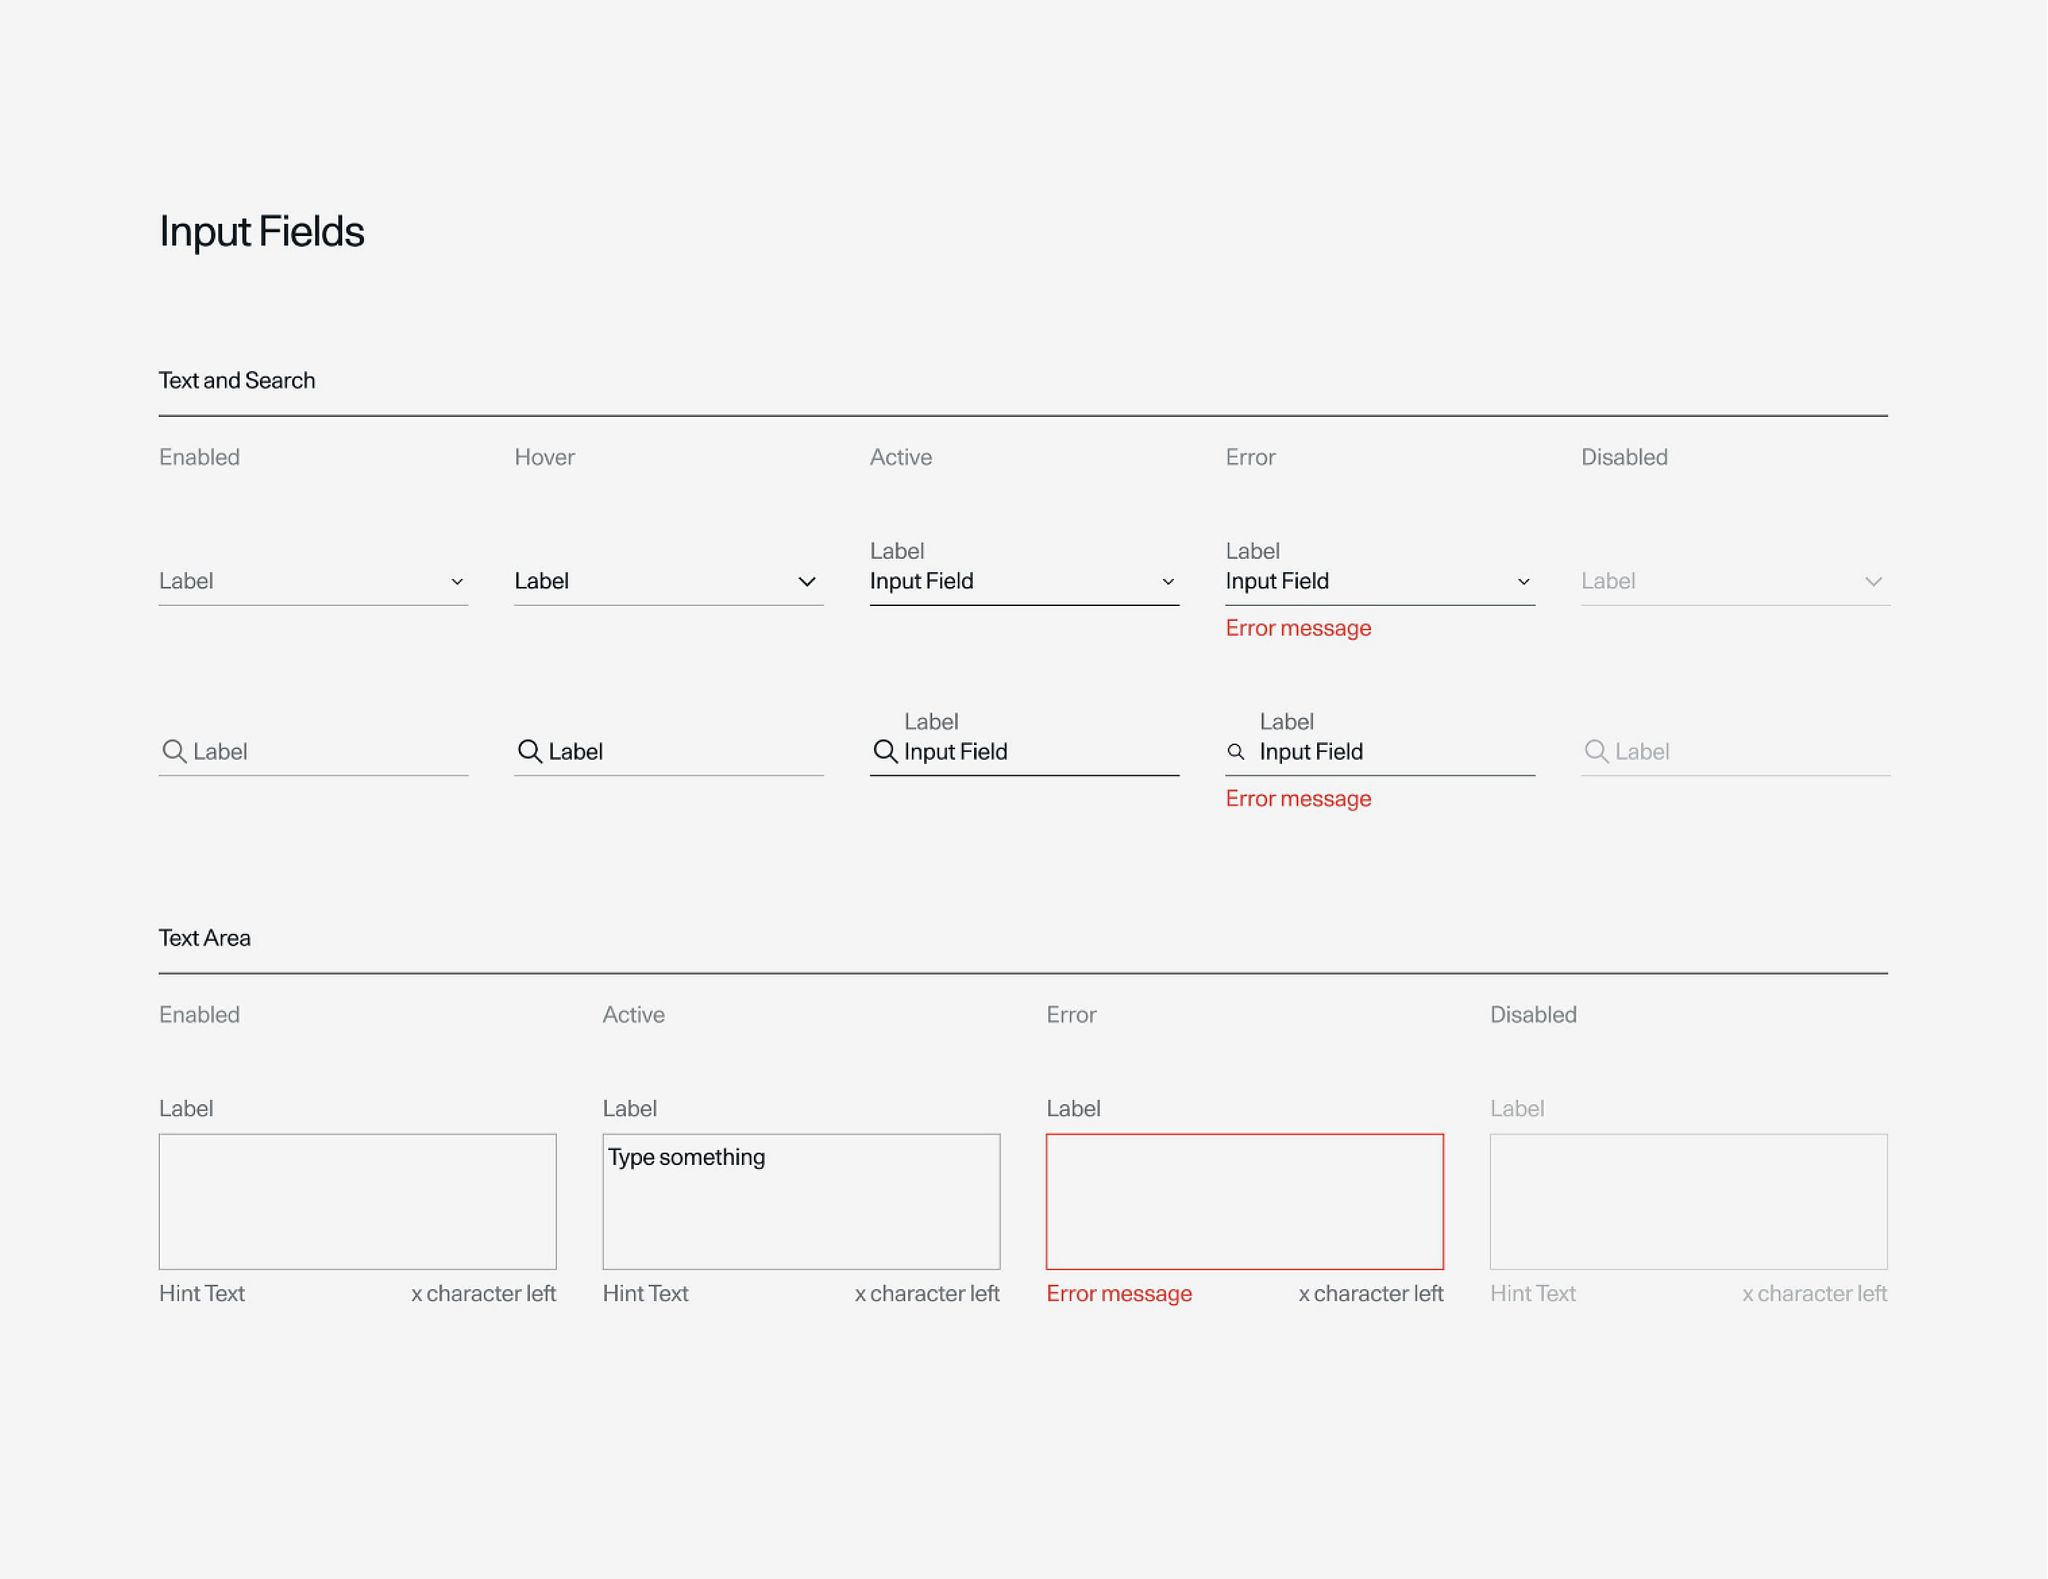 Input Fields
Text and Search
Enabled
Hover
Active
Error
Disabled
Label
Label
Label
Input Field
Label
Input Field
Error message
Label
Label
Label
Label
Input Field
Label
Input Field
Error message
Label
Text Area
Enabled
Active
Error
Disabled
Label
Label
Label
Label
Type something
Hint Text
x character left
Hint Text
x character left
Error message
x character left
Hint Text
x character left